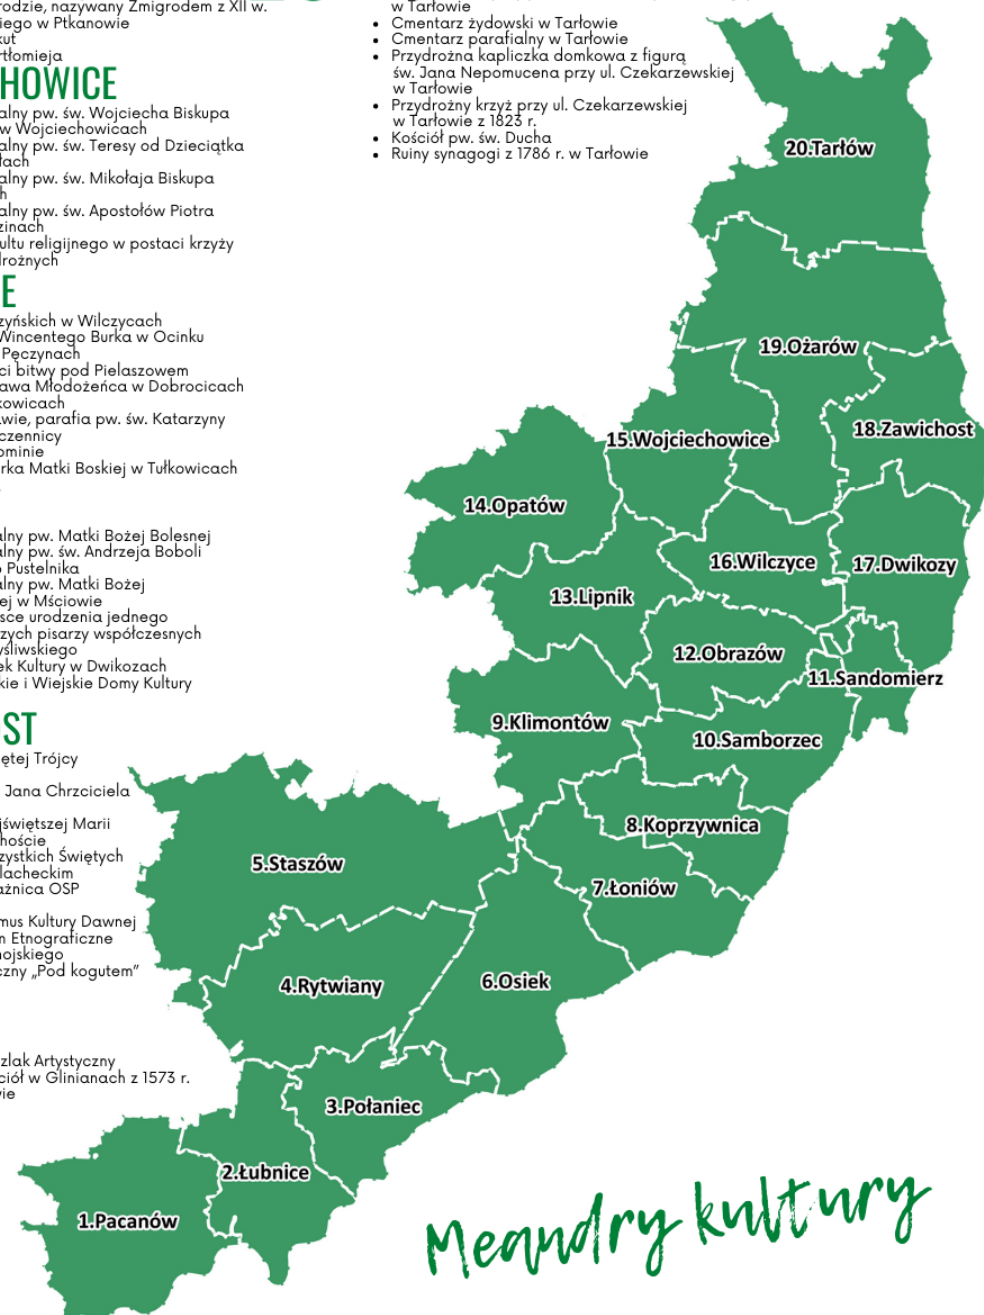 rodzie, nazywany Zmigrodem z XII w.
iego w Ptkanowie
kut
rtłomieja
HOWICE
alny pw. św. Wojciecha Biskupa
w Wojciechowicach
alny pw. św. Teresy od Dzieciątka
łach
alny pw. św. Mikołaja Biskupa
h
alny pw. św. Apostołów Piotra
zinach
ultu religijnego w postaci krzyży
drożnych
E
zyńskich w Wilczycach
Wincentego Burka w Ocinku
Pęczynach
ci bitwy pod Pielaszowem
ława Młodożeńca w Dobrocicach
kowicach
wie, parafia pw. św. Katarzyny
czennicy
ominie
rka Matki Boskiej w Tułkowicach
alny pw. Matki Bożej Bolesnej
alny pw. św. Andrzeja Boboli
o Pustelnika
alny pw. Matki Bożej
ej w Mściowie
jsce urodzenia jednego
szych pisarzy współczesnych
yśliwskiego
ek Kultury w Dwikozach
kie i Wiejskie Domy Kultury
ST
ętej Trójcy
Jana Chrzciciela
jświętszej Marii
hoście
zystkich Świętych
lacheckim
ażnica OSP
mus Kultury Dawnej
m Etnograficzne
nojskiego
czny „Pod kogutem”
zlak Artystyczny
ciół w Glinianach z 1573 r.
wie
w Tarłowie
• Cmentarz żydowski w Tarłowie
• Cmentarz parafialny w Tarłowie
• Przydrożna kapliczka domkowa z figurą
św. Jana Nepomucena przy ul. Czekarzewskiej
w Tarłowie
• Przydrożny krzyż przy ul. Czekarzewskiej
w Tarłowie z 1823 r.
• Kościół pw. św. Ducha
• Ruiny synagogi z 1786 r. w Tarłowie
20.Tarłów
19.Ożarów
18.Zawichost
15.Wojciechowice
14.Opatów
16.Wilczyce
17.Dwikozy
13.Lipnik
12.Obrazów
11.Sandomierz
9.Klimontów
10.Samborzec
8.Koprzywnica
5.Staszów
7.Łoniów
6.Osiek
4.Rytwiany
3.Połaniec
2.Łubnice
1.Pacanów
Meandry kultury